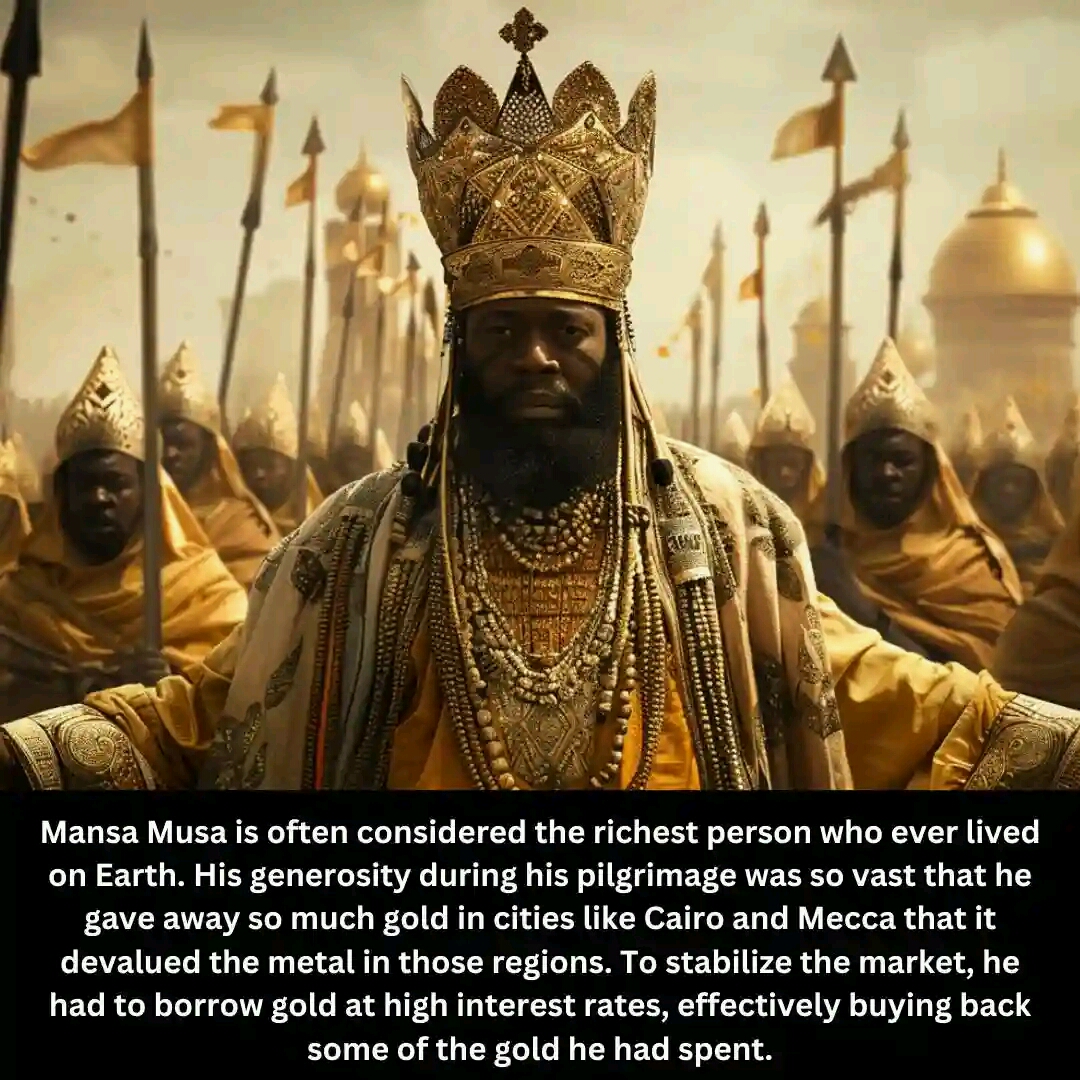 Mansa Musa is often considered the richest person who ever lived
on Earth. His generosity during his pilgrimage was so vast that he
gave away so much gold in cities like Cairo and Mecca that it
devalued the metal in those regions. To stabilize the market, he
had to borrow gold at high interest rates, effectively buying back
some of the gold he had spent.